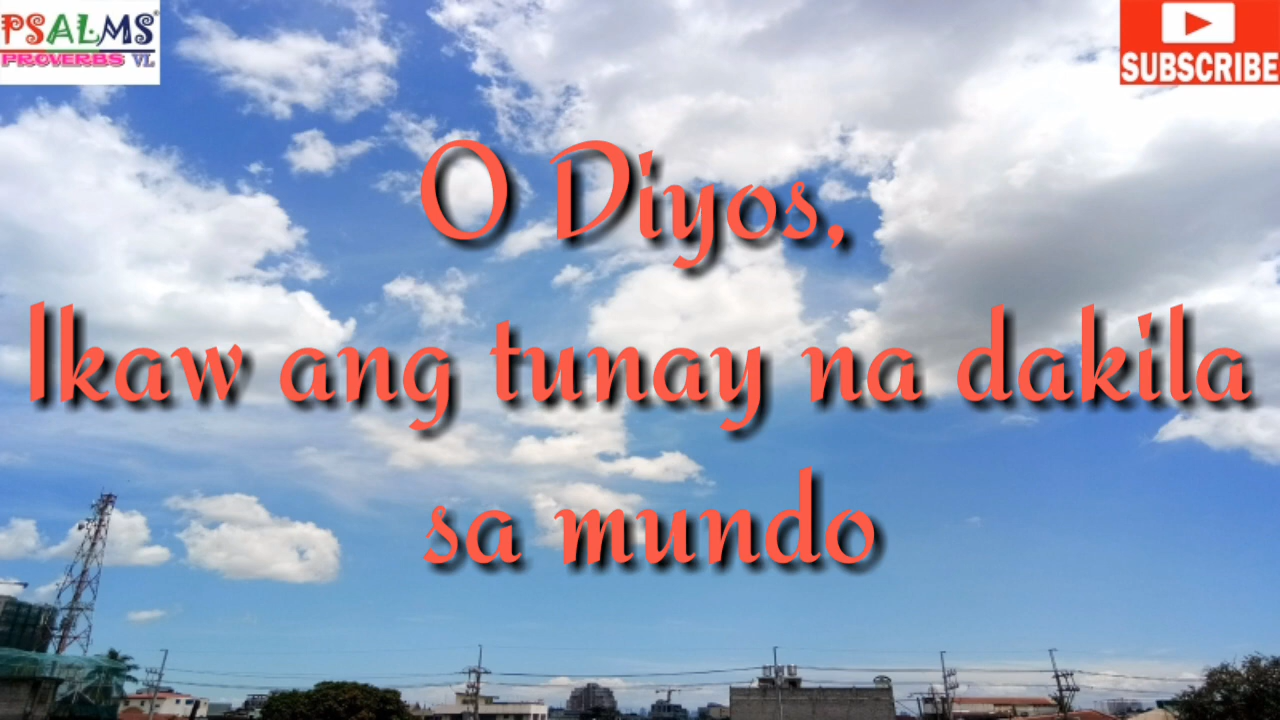 PSALMS
PROVERBS VL
SUBSCRIBE
O Diyos,
Ikaw ang tunay na dakila
sa mundo